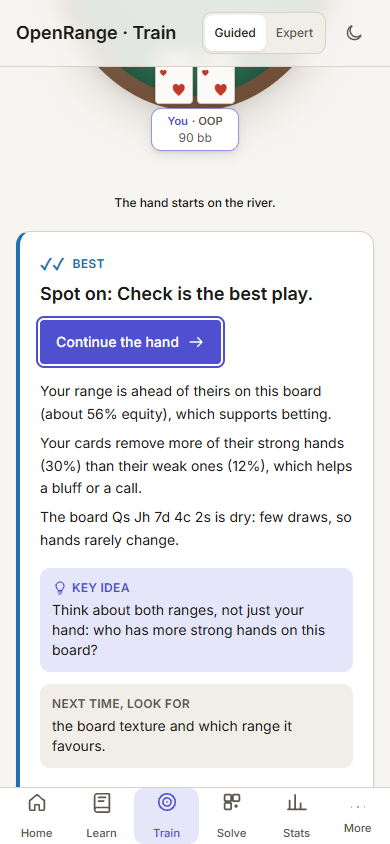 OpenRange · Train
Guided
Expert
You · OOP
90 bb
The hand starts on the river.
BEST
Spot on: Check is the best play.
Continue the hand →
Your range is ahead of theirs on this board
(about 56% equity), which supports betting.
Your cards remove more of their strong hands
(30%) than their weak ones (12%), which helps
a bluff or a call.
The board Qs Jh 7d 4c 2s is dry: few draws, so
hands rarely change.
KEY IDEA
Think about both ranges, not just your
hand: who has more strong hands on this
board?
NEXT TIME, LOOK FOR
the board texture and which range it
favours.
Home
Learn
Train
Solve
Stats
More